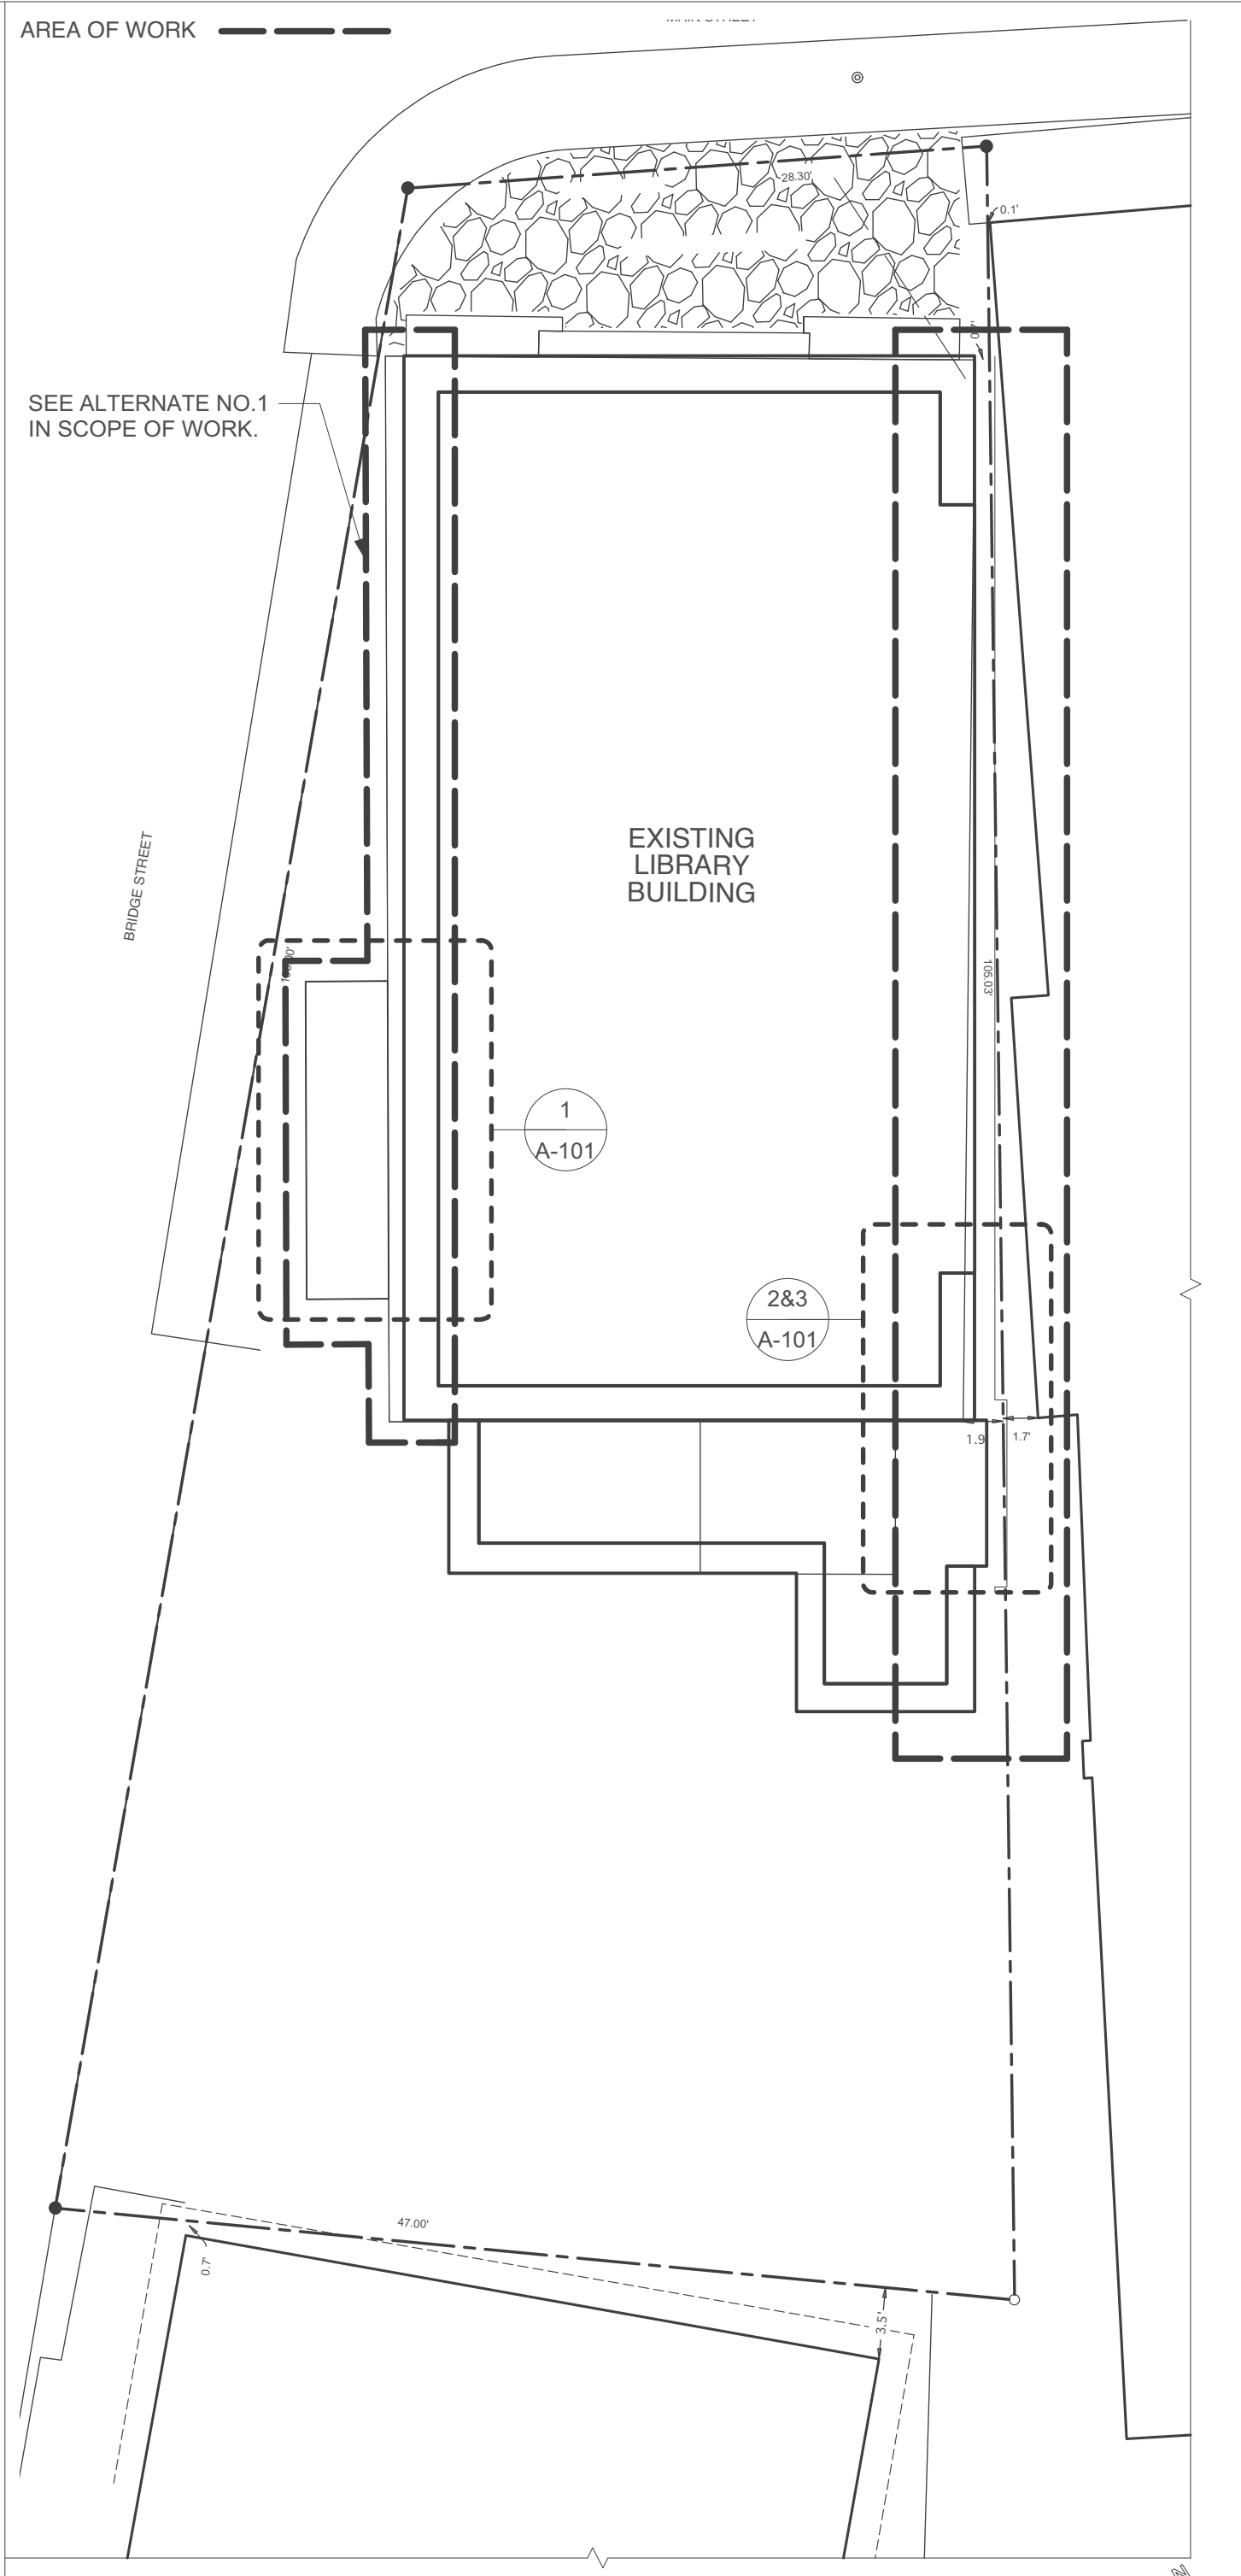 AREA OF WORK
28.30'
0.1'
SEE ALTERNATE NO.1
IN SCOPE OF WORK.
EXISTING
LIBRARY
BUILDING
BRIDGE STREET
105.03'
1
A-101
2&3
A-101
1.9
1.7'
47.00'
0.7'
3.5'